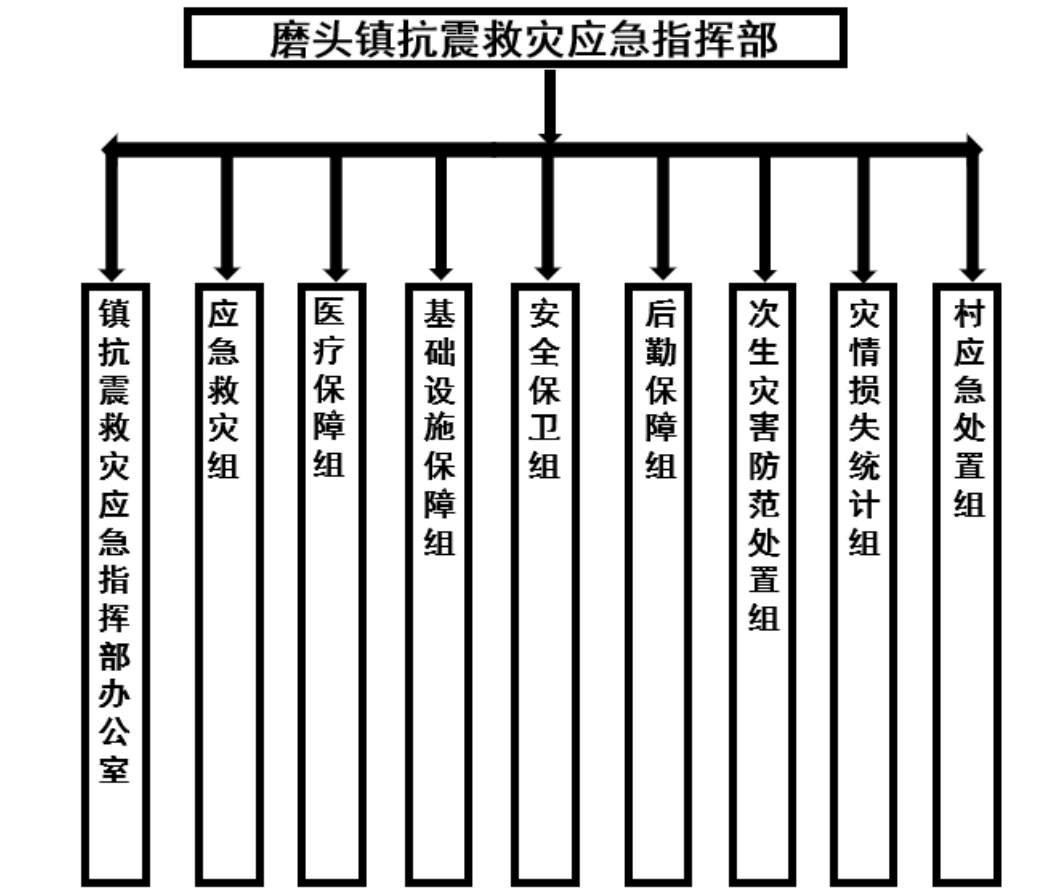 磨头镇抗震救灾应急指挥部
镇抗震救灾应急指挥部办公室
应急救灾组
医疗保障组
基础设施保障组
安全保卫组
后勤保障组
次生灾害防范处置组
灾情损失统计组
村应急处置组